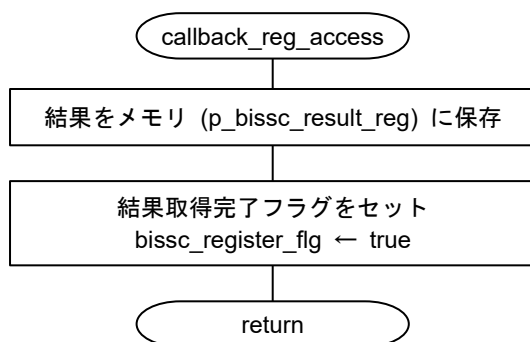 callback_reg_access
結果をメモリ (p_bissc_result_reg) に保存
結果取得完了フラグをセット
bissc_register_flg ← true
return